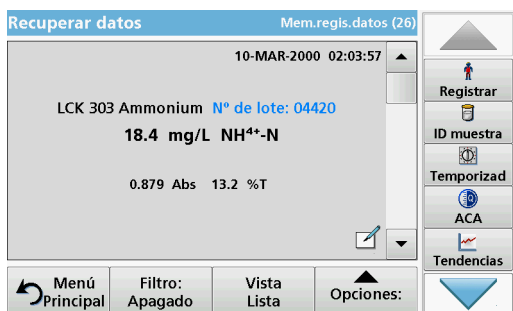 Recuperar datos
Mem.regis.datos (26)
10-MAR-2000 02:03:57
LCK 303 Ammonium Nº de lote: 04420
18.4 mg/L NH⁴⁺-N
0.879 Abs 13.2 %T
Registrar
ID muestra
Temporizad
ACA
Tendencias
Menú
Principal
Filtro:
Apagado
Vista
Lista
Opciones: